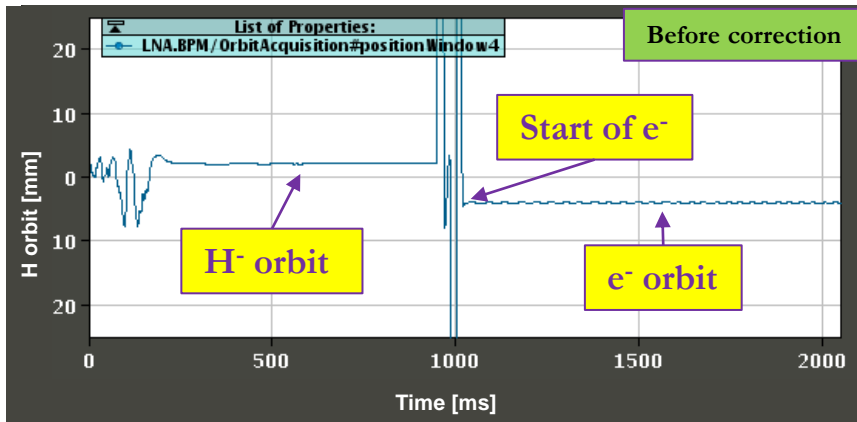 List of Properties:
LNA.BPM/OrbitAcquisition#positionWindow4
Before correction
20
10
0
10
20
H orbit [mm]
Start of e-
H- orbit
e- orbit
0
500
1000
1500
2000
Time [ms]